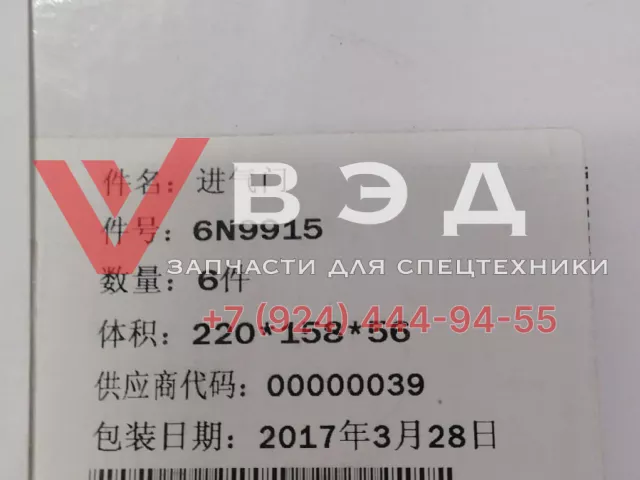 件名：进气门
ВЭД
件号：6N9915
ЗАПЧАСТИ ДЛЯ СПЕЦТЕХНИКИ
数量：6件
+7 (924) 444-94-55
体积：220*158*56
供应商代码：00000039
包装日期：2017年3月28日